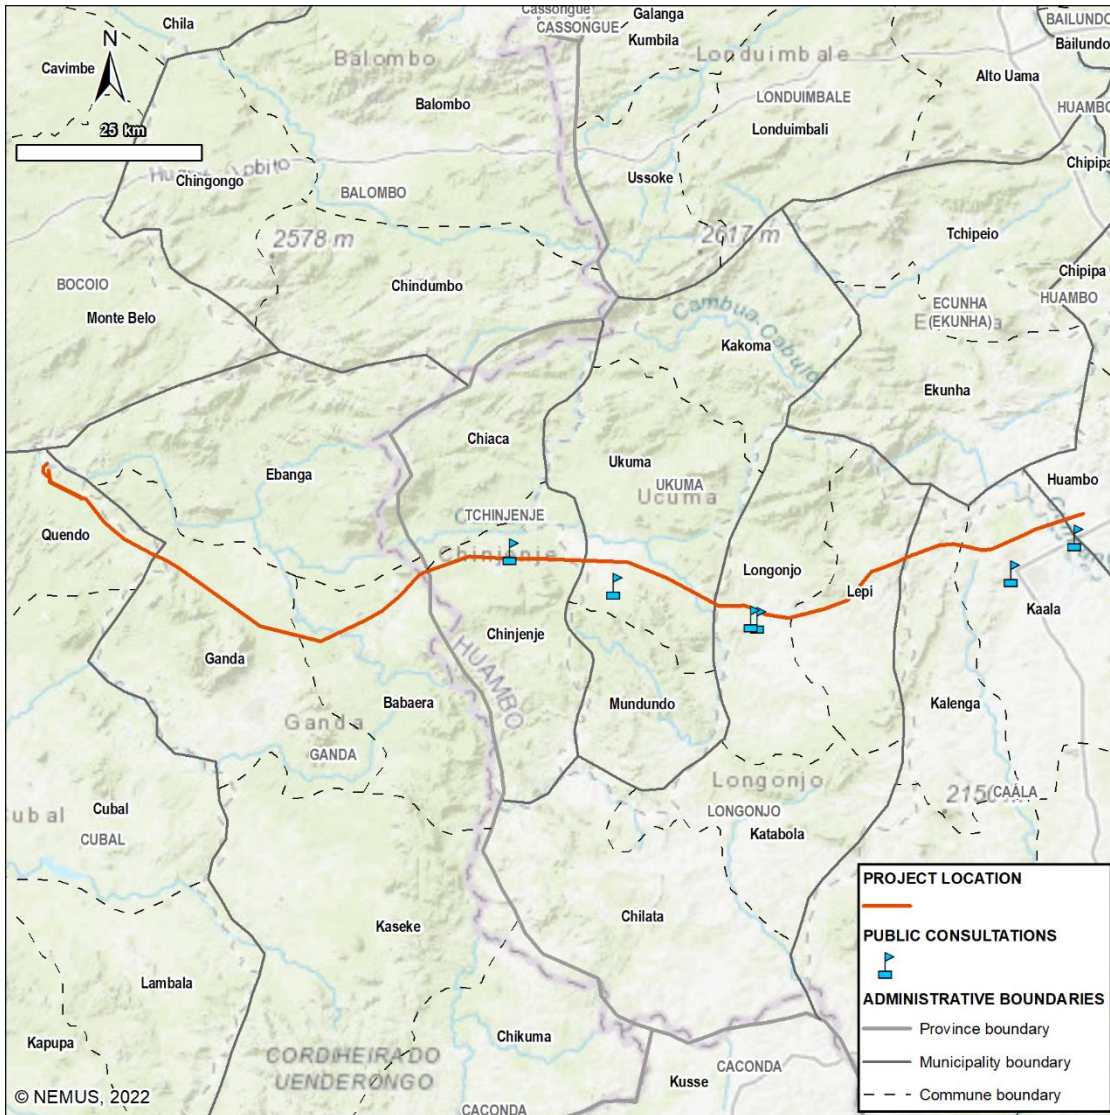 Cassongue
CASSONGUE
Chila
Galanga
Kumbila
BAILUNDO
Bailundo
N
Cavimbe
Balombo
Londuimbale
Alto Uama
Balombo
LONDUIMBALE
HUAMBO
Londuimbali
25 km
Chipipa
Lobito
Chingongo
Ussoke
BALOMBO
2578 m
2617 m
Tchipeio
Chipipa
Chindumbo
BOCOIO
ECUNHA
(EKUNHA)
HUAMBO
Monte Belo
Cambua-Cabuio
Kakoma
Ekunha
Chiaca
Ebanga
Ukuma
UKUMA
Ucuma
Huambo
TCHINJENJE
Quendo
Chinjenje
Longonjo
Lepi
Kaala
Chinjenje
Ganda
HUAMBO
Babaera
Mundundo
Kalenga
Ganda
GANDA
Longonjo
2150
CAÁLA
Cubal
Cubal
CUBAL
LONGONJO
Katabola
Chilata
Kaseke
Lambala
Chikuma
Kapupa
CORDIHEIRADO
UENDERONGO
CACONDA
Kusse
CACONDA
PROJECT LOCATION
PUBLIC CONSULTATIONS
ADMINISTRATIVE BOUNDARIES
Province boundary
Municipality boundary
Commune boundary
© NEMUS, 2022